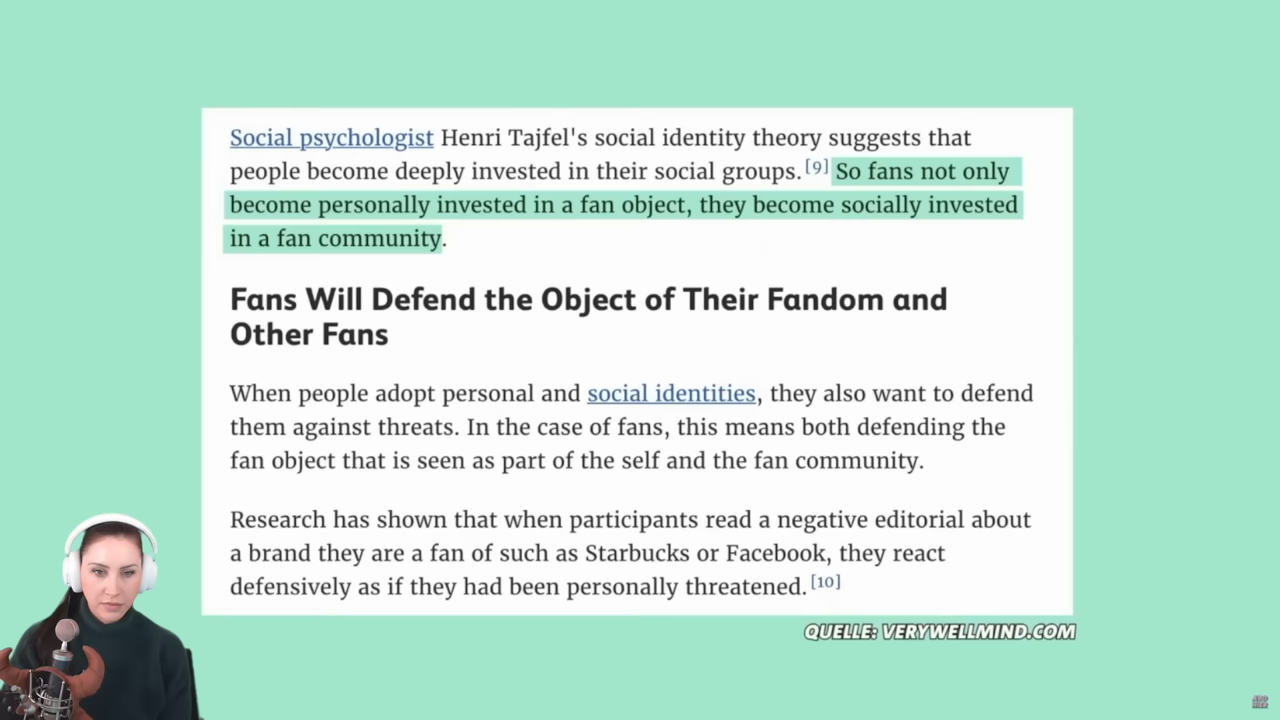 Social psychologist Henri Tajfel's social identity theory suggests that
people become deeply invested in their social groups.[9] So fans not only
become personally invested in a fan object, they become socially invested
in a fan community.
Fans Will Defend the Object of Their Fandom and
Other Fans
When people adopt personal and social identities, they also want to defend
them against threats. In the case of fans, this means both defending the
fan object that is seen as part of the self and the fan community.
Research has shown that when participants read a negative editorial about
a brand they are a fan of such as Starbucks or Facebook, they react
defensively as if they had been personally threatened.[10]
QUELLE: VERYWELLMIND.COM